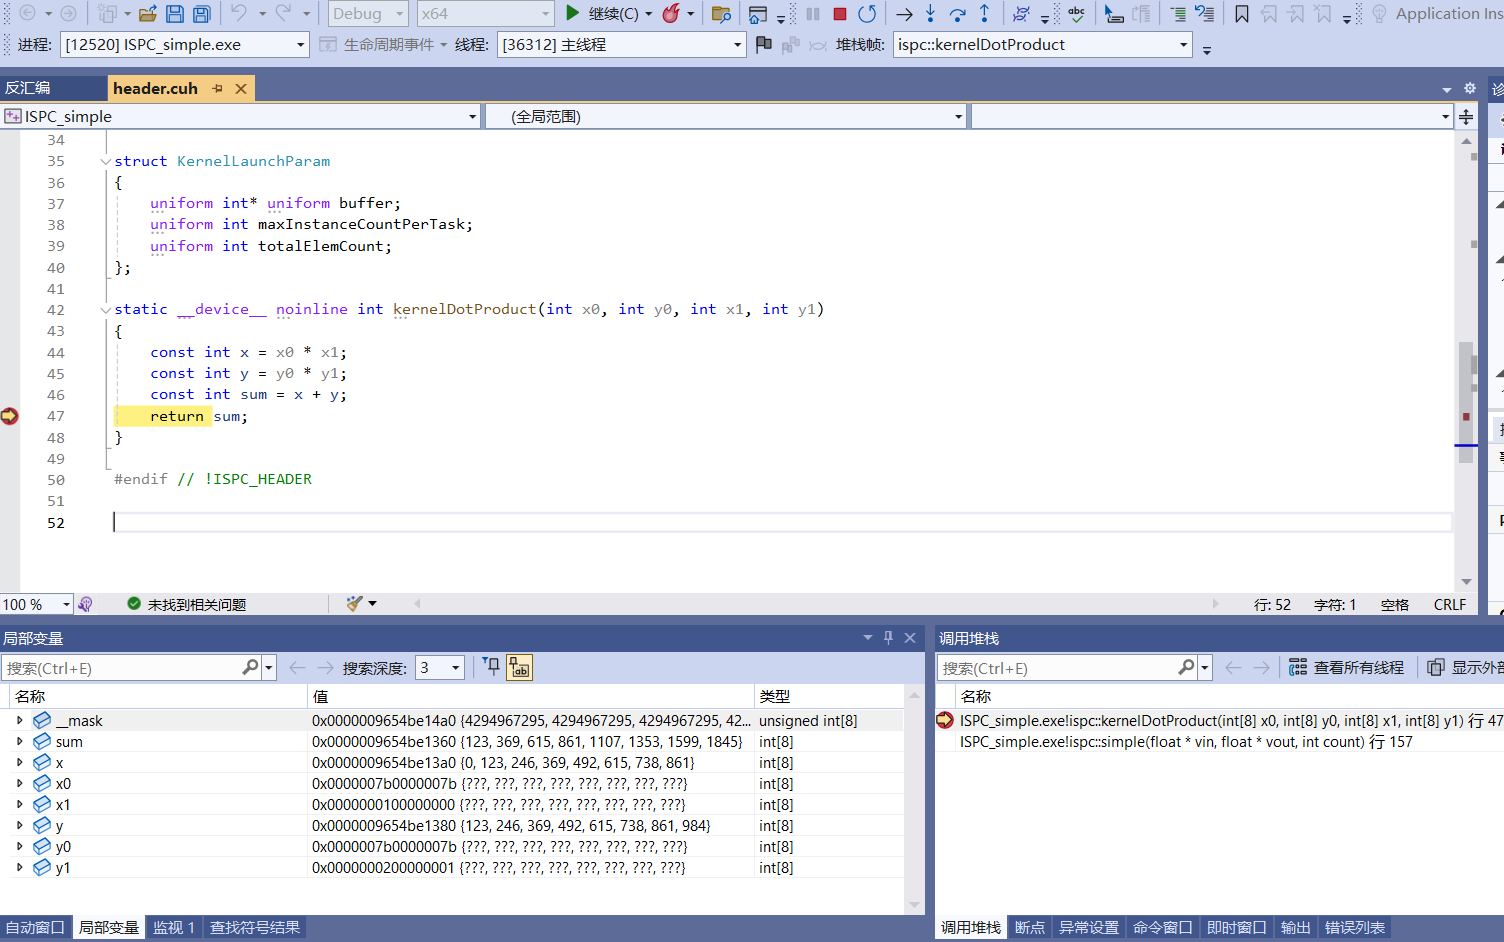 Debug
x64
继续(C)
Application Ins
进程:
[12520] ISPC_simple.exe
生命周期事件
线程:
[36312] 主线程
堆栈帧:
ispc::kernelDotProduct
反汇编
header.cuh
诊
ISPC_simple
(全局范围)
34
35 struct KernelLaunchParam
36 {
37 uniform int* uniform buffer;
38 uniform int maxInstanceCountPerTask;
39 uniform int totalElemCount;
40 };
41
42 static __device__ noinline int kernelDotProduct(int x0, int y0, int x1, int y1)
43 {
44 const int x = x0 * x1;
45 const int y = y0 * y1;
46 const int sum = x + y;
47 return sum;
48 }
49
50 #endif // !ISPC_HEADER
51
52
100 %
未找到相关问题
行: 52
字符: 1
空格
CRLF
局部变量
搜索(Ctrl+E)
搜索深度:
3
名称 值 类型
__mask 0x0000009654be14a0 {4294967295, 4294967295, 4294967295, 42... unsigned int[8]
sum 0x0000009654be1360 {123, 369, 615, 861, 1107, 1353, 1599, 1845} int[8]
x 0x0000009654be13a0 {0, 123, 246, 369, 492, 615, 738, 861} int[8]
x0 0x0000007b0000007b {???, ???, ???, ???, ???, ???, ???, ???} int[8]
x1 0x0000000100000000 {???, ???, ???, ???, ???, ???, ???, ???} int[8]
y 0x0000009654be1380 {123, 246, 369, 492, 615, 738, 861, 984} int[8]
y0 0x0000007b0000007b {???, ???, ???, ???, ???, ???, ???, ???} int[8]
y1 0x0000000200000001 {???, ???, ???, ???, ???, ???, ???, ???} int[8]
自动窗口
局部变量
监视 1
查找符号结果
调用堆栈
搜索(Ctrl+E)
查看所有线程
显示外部
名称
ISPC_simple.exe!ispc::kernelDotProduct(int[8] x0, int[8] y0, int[8] x1, int[8] y1) 行 47
ISPC_simple.exe!ispc::simple(float * vin, float * vout, int count) 行 157
调用堆栈
断点
异常设置
命令窗口
即时窗口
输出
错误列表